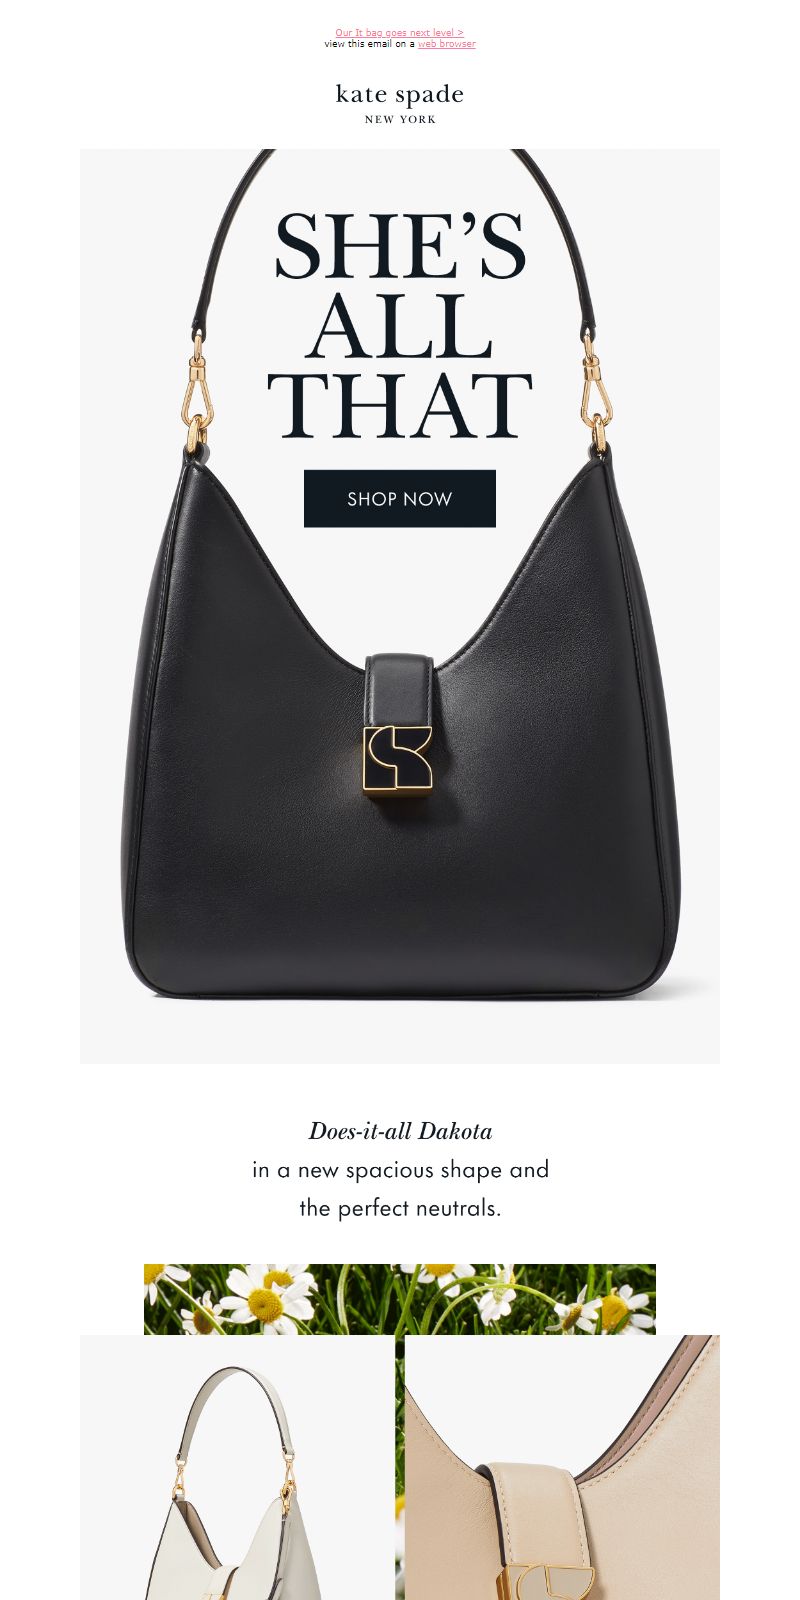 Our It bag goes next level >
view this email on a web browser
kate spade
NEW YORK
SHE’S
ALL
THAT
SHOP NOW
Does-it-all Dakota
in a new spacious shape and
the perfect neutrals.